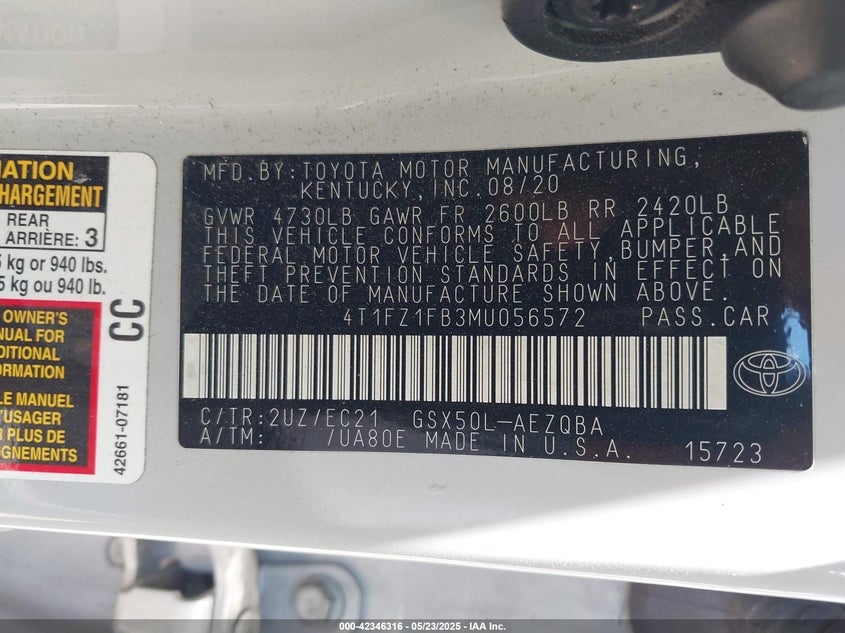 MATION
CHARGEMENT
REAR
ARRIÈRE: 3
5 kg or 940 lbs.
5 kg ou 940 lb.
OWNER'S
MANUAL FOR
DITIONAL
FORMATION
LE MANUEL
L'USAGER
R PLUS DE
EIGNEMENTS
CC
42661-07181
MFD.BY:TOYOTA MOTOR MANUFACTURING,
KENTUCKY,INC.08/20
GVWR 4730LB GAWR FR 2600LB RR 2420LB
THIS VEHICLE CONFORMS TO ALL APPLICABLE
FEDERAL MOTOR VEHICLE SAFETY,BUMPER,AND
THEFT PREVENTION STANDARDS IN EFFECT ON
THE DATE OF MANUFACTURE SHOWN ABOVE.
4T1FZ1FB3MU056572 PASS.CAR
C/TR:2UZ/EC21 GSX50L-AEZQBA
A/TM: /UA80E MADE IN U.S.A. 15723
000-42346316 - 05/23/2025 - IAA Inc.